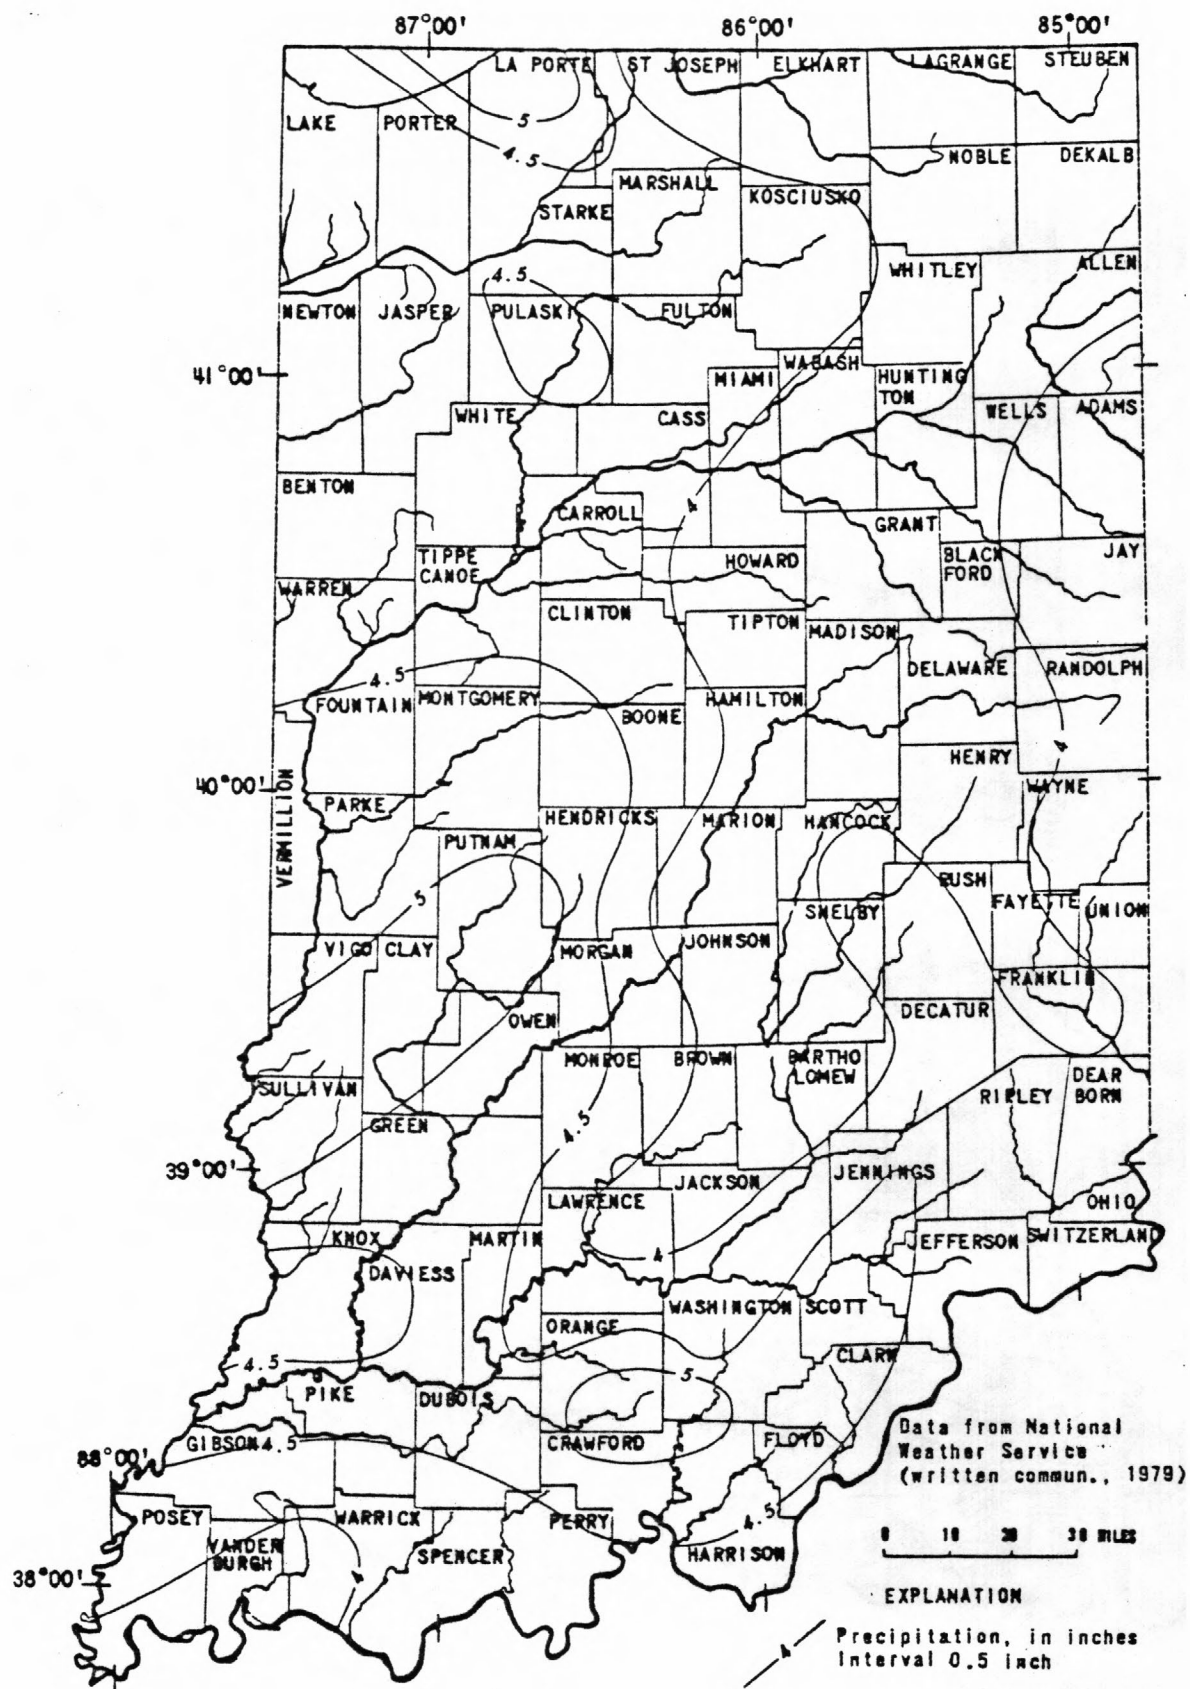 87°00' 86°00' 85°00'
LA PORTE ST JOSEPH ELKHART LAGRANGE STEUBEN
LAKE PORTER 5
4.5 NOBLE DEKALB
MARSHALL KOSCIUSKO
STARKE
4.5 WHITLEY ALLEN
NEWTON JASPER PULASKI FULTON
41°00' MIAMI WABASH HUNTING
TON
WHITE CASS WELLS ADAMS
BENTON 4
CARROLL GRANT
TIPPE
CANOE HOWARD BLACK
FORD JAY
WARREN
CLINTON TIPTON MADISON
DELAWARE RANDOLPH
4.5
FOUNTAIN MONTGOMERY BOONE HAMILTON
4
HENRY
40°00' PARKE WAYNE
VERMILLION HENDRICKS MARION HANCOCK
PUTNAM
5 RUSH
SHELBY FAYETTE UNION
VIGO CLAY MORGAN JOHNSON
FRANKLIN
OWEN DECATUR
MONROE BROWN BARTHO
LOMEW
SULLIVAN RIPLEY DEAR
BORN
GREEN 4.5
39°00' JACKSON JENNINGS
LAWRENCE OHIO
KNOX MARTIN JEFFERSON SWITZERLAND
4
DAVIESS
WASHINGTON SCOTT
ORANGE
4.5 5 CLARK
PIKE DUBOIS
GIBSON 4.5 CRAWFORD FLOYD
Data from National
Weather Service
(written commun., 1979)
88°00'
POSEY WARRICK PERRY 4.5
VANDER
BURGH SPENCER HARRISON
4
0 10 20 30 MILES
38°00'
EXPLANATION
4 Precipitation, in inches
Interval 0.5 inch